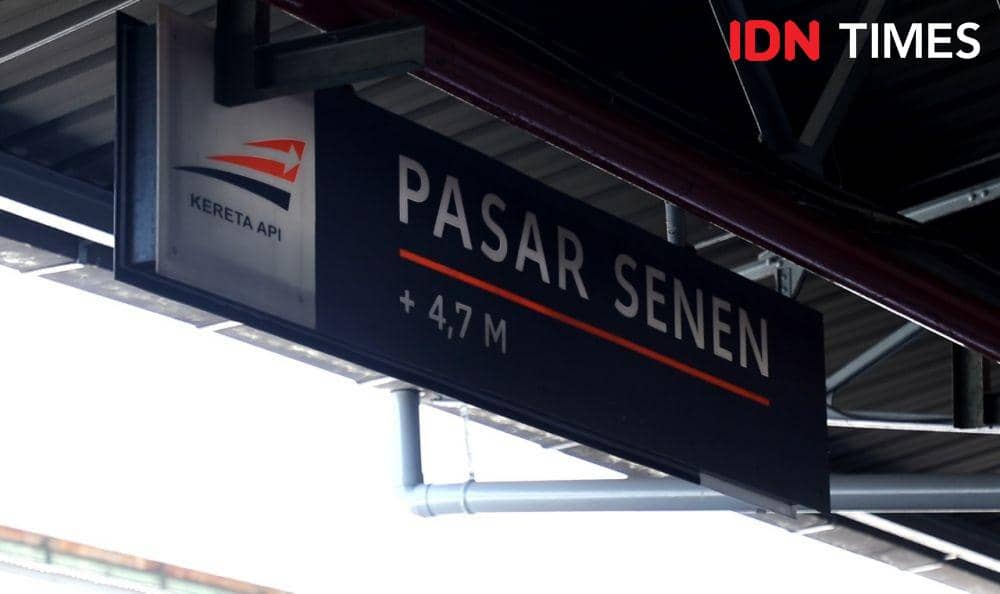 IDN TIMES
KERETA API
PASAR SENEN
+ 4,7 M